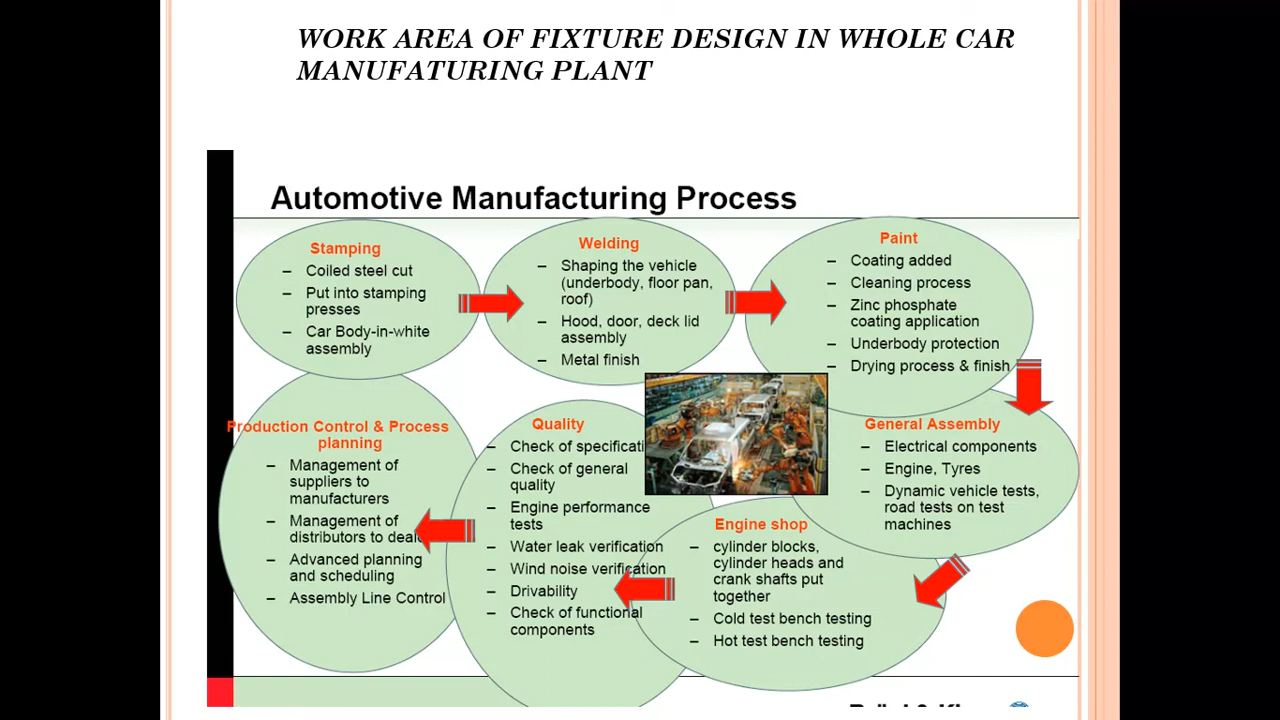 WORK AREA OF FIXTURE DESIGN IN WHOLE CAR
MANUFATURING PLANT
Automotive Manufacturing Process
Stamping
– Coiled steel cut
– Put into stamping
presses
– Car Body-in-white
assembly
Welding
– Shaping the vehicle
(underbody, floor pan,
roof)
– Hood, door, deck lid
assembly
– Metal finish
Paint
– Coating added
– Cleaning process
– Zinc phosphate
coating application
– Underbody protection
– Drying process & finish
General Assembly
– Electrical components
– Engine, Tyres
– Dynamic vehicle tests,
road tests on test
machines
Engine shop
– cylinder blocks,
cylinder heads and
crank shafts put
together
– Cold test bench testing
– Hot test bench testing
Quality
– Check of
– Check of general
quality
– Engine performance
tests
– Water leak verification
– Wind noise verification
– Drivability
– Check of functional
components
Production Control & Process
planning
– Management of
suppliers to
manufacturers
– Management of
distributors to
– Advanced planning
and scheduling
– Assembly Line Control